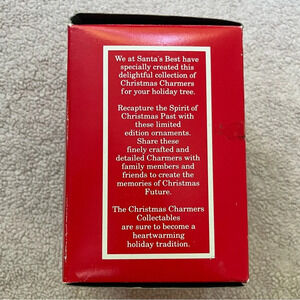 We at Santa's Best have
specially created this
delightful collection of
Christmas Charmers
for your holiday tree.
Recapture the Spirit of
Christmas Past with
these limited
edition ornaments.
Share these
finely crafted and
detailed Charmers with
family members and
friends to create the
memories of Christmas
Future.
The Christmas Charmers
Collectables
are sure to become a
heartwarming
holiday tradition.